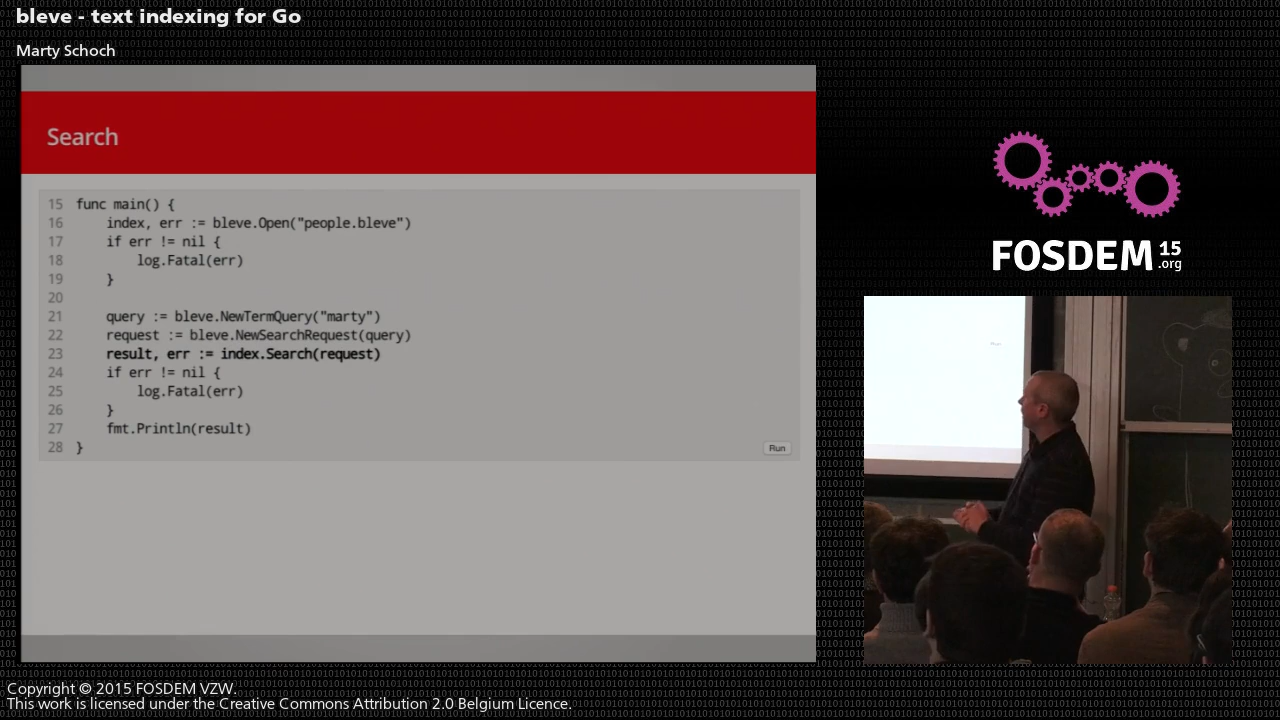 bleve - text indexing for Go
Marty Schoch
Search
15 func main() {
16 index, err := bleve.Open("people.bleve")
17 if err != nil {
18 log.Fatal(err)
19 }
20
21 query := bleve.NewTermQuery("marty")
22 request := bleve.NewSearchRequest(query)
23 result, err := index.Search(request)
24 if err != nil {
25 log.Fatal(err)
26 }
27 fmt.Println(result)
28 }
Run
FOSDEM 15 .org
Run
Copyright © 2015 FOSDEM VZW.
This work is licensed under the Creative Commons Attribution 2.0 Belgium Licence.